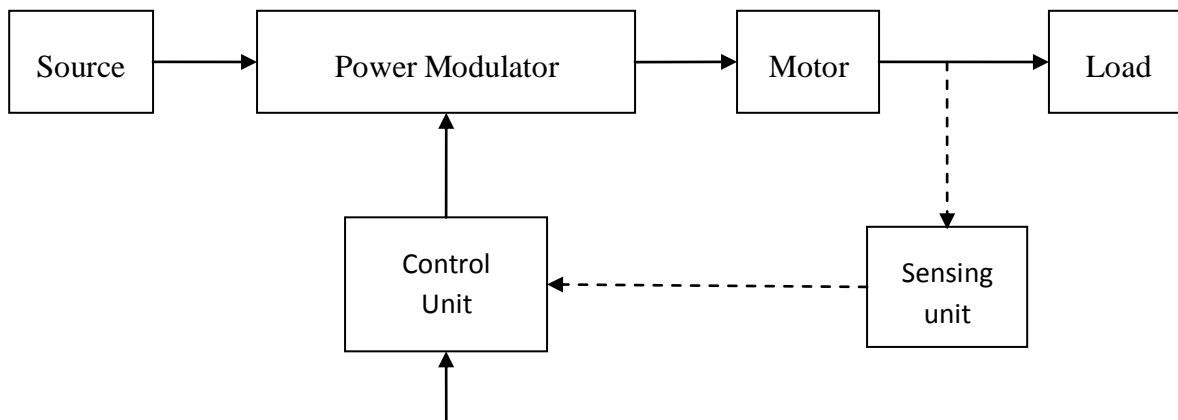 Source
Power Modulator
Motor
Load
Control
Unit
Sensing
unit